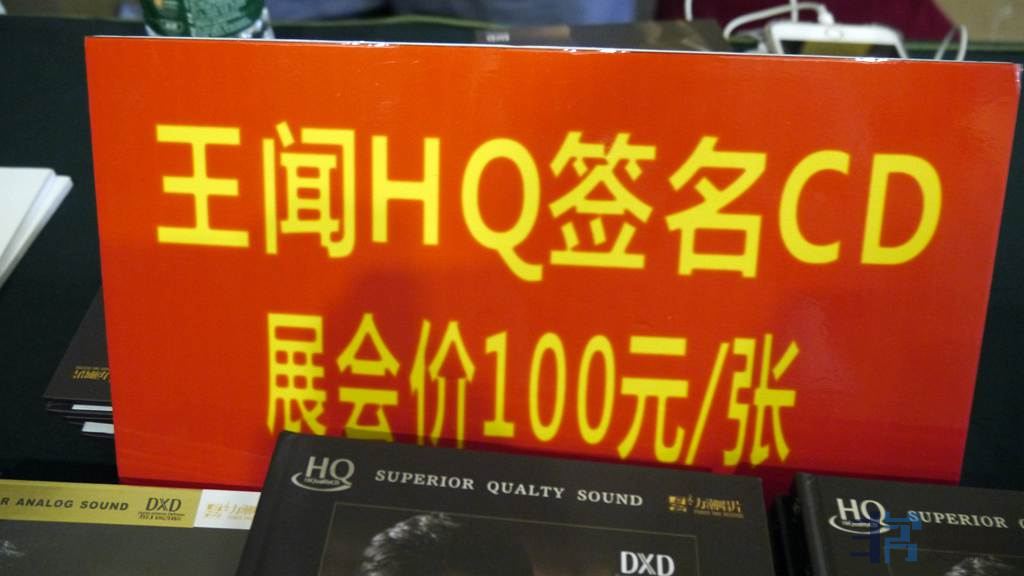 王闻HQ签名CD
展会价100元/张
HQ SUPERIOR QUALTY SOUND
DXD
R ANALOG SOUND DXD
HQ SUPERIOR